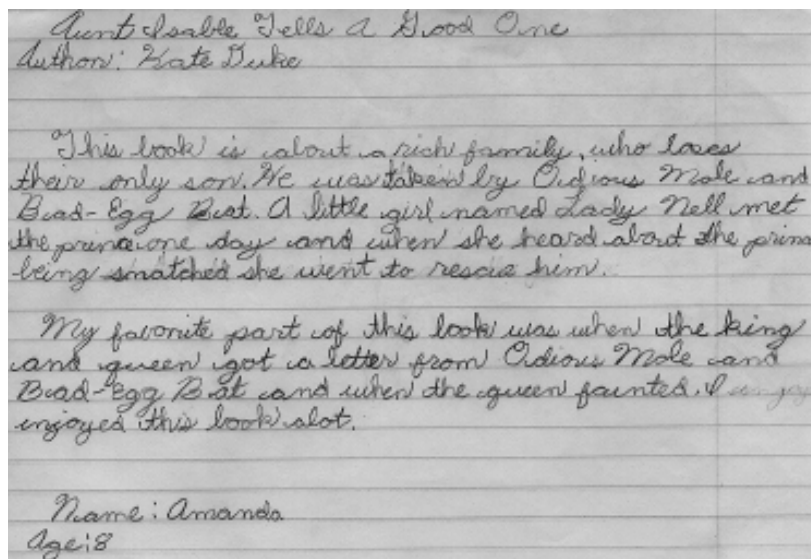 Aunt Isable Tells A Good One
Author: Kate Duke
This book is about a rich family, who loses
their only son. He was taken by Odious Mole and
Bad-Egg Bat. A little girl named Lady Nell met
the prince one day and when she heard about the princ
being snatched she went to rescue him.
My favorite part of this book was when the king
and queen got a letter from Odious Mole and
Bad-Egg Bat and when the queen fainted. I
injoyed this book alot.
Name: Amanda
Age: 8